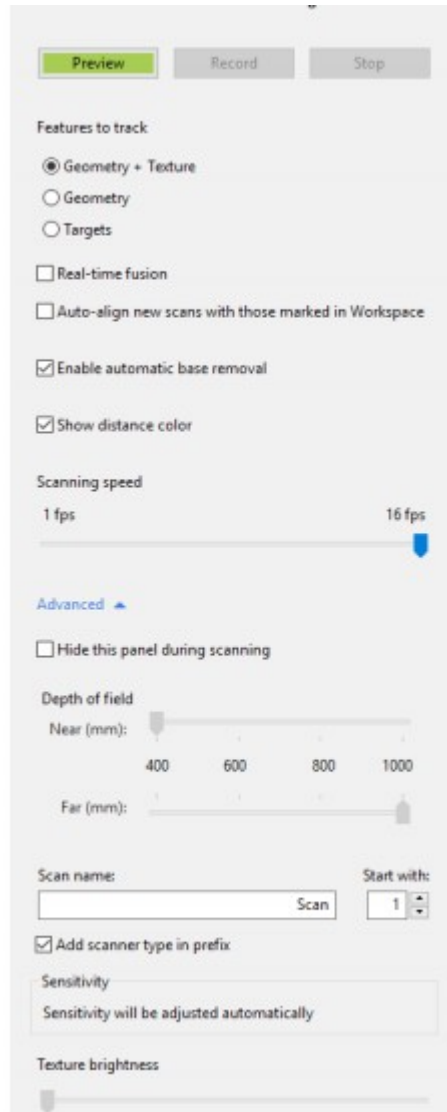 Preview Record Stop
Features to track
Geometry + Texture
Geometry
Targets
Real-time fusion
Auto-align new scans with those marked in Workspace
Enable automatic base removal
Show distance color
Scanning speed
1 fps 16 fps
Advanced
Hide this panel during scanning
Depth of field
Near (mm):
400 600 800 1000
Far (mm):
Scan name: Start with:
Scan 1
Add scanner type in prefix
Sensitivity
Sensitivity will be adjusted automatically
Texture brightness